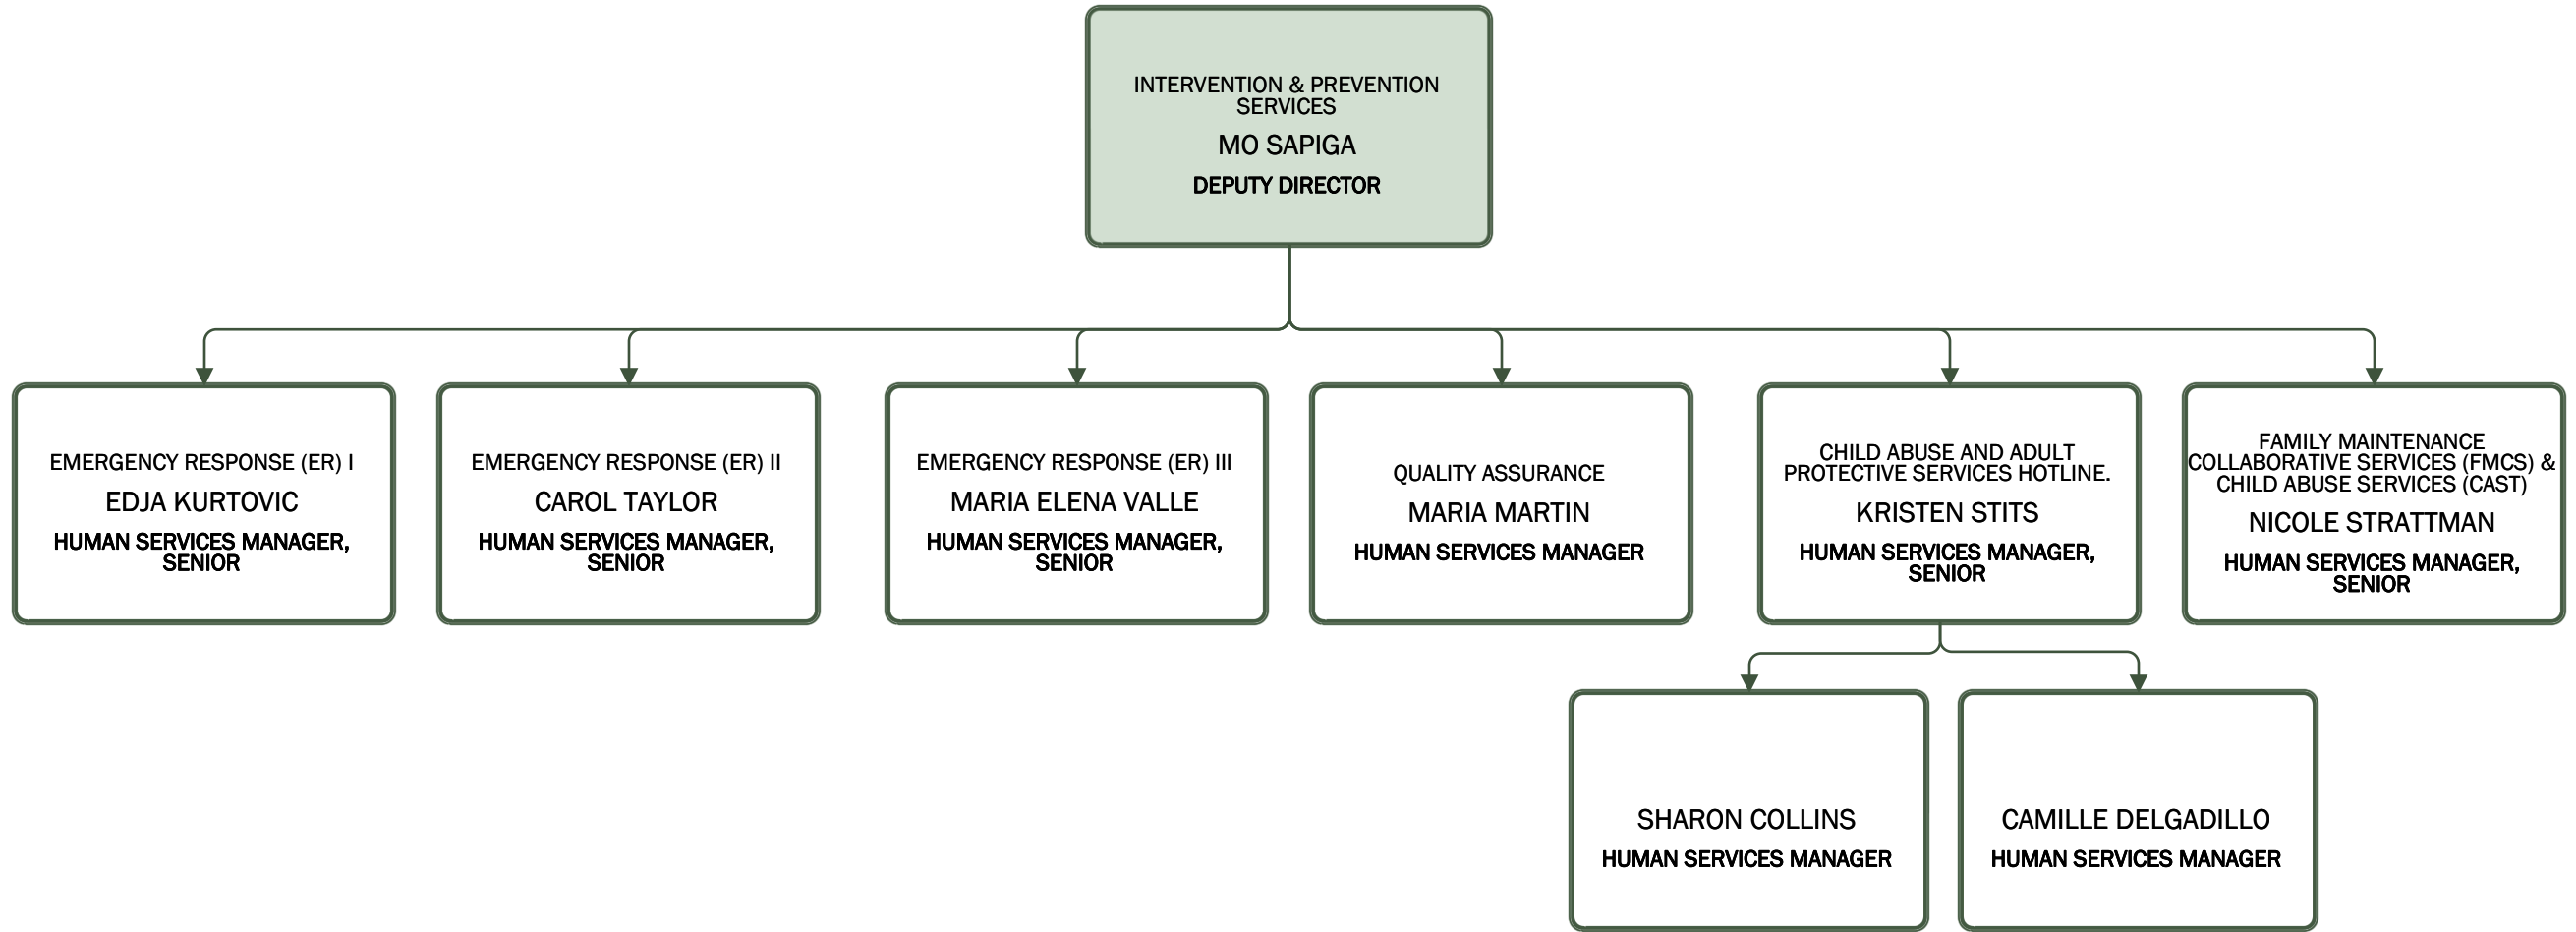 INTERVENTION & PREVENTION
SERVICES
MO SAPIGA
DEPUTY DIRECTOR
EMERGENCY RESPONSE (ER) I
EDJA KURTOVIC
HUMAN SERVICES MANAGER,
SENIOR
EMERGENCY RESPONSE (ER) II
CAROL TAYLOR
HUMAN SERVICES MANAGER,
SENIOR
EMERGENCY RESPONSE (ER) III
MARIA ELENA VALLE
HUMAN SERVICES MANAGER,
SENIOR
QUALITY ASSURANCE
MARIA MARTIN
HUMAN SERVICES MANAGER
CHILD ABUSE AND ADULT
PROTECTIVE SERVICES HOTLINE.
KRISTEN STITS
HUMAN SERVICES MANAGER,
SENIOR
FAMILY MAINTENANCE
COLLABORATIVE SERVICES (FMCS) &
CHILD ABUSE SERVICES (CAST)
NICOLE STRATTMAN
HUMAN SERVICES MANAGER,
SENIOR
SHARON COLLINS
HUMAN SERVICES MANAGER
CAMILLE DELGADILLO
HUMAN SERVICES MANAGER